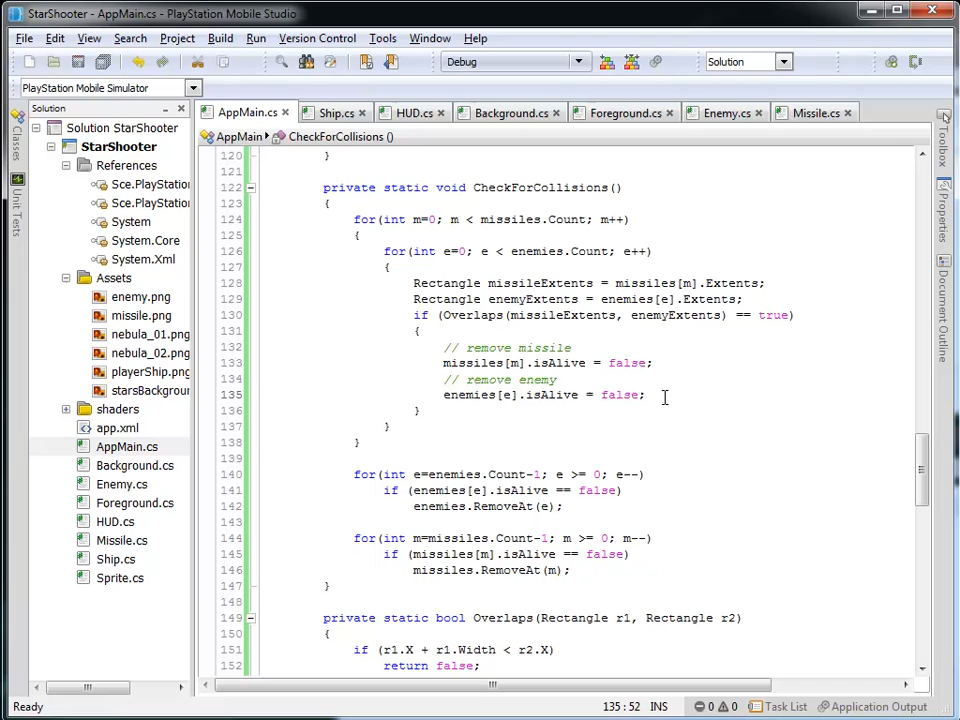 StarShooter - AppMain.cs - PlayStation Mobile Studio
File Edit View Search Project Build Run Version Control Tools Window Help
Debug Solution
PlayStation Mobile Simulator
Solution
AppMain.cs Ship.cs HUD.cs Background.cs Foreground.cs Enemy.cs Missile.cs
AppMain CheckForCollisions ()
Classes
Unit Tests
Solution StarShooter
StarShooter
References
Sce.PlayStatio
Sce.PlayStatio
System
System.Core
System.Xml
Assets
enemy.png
missile.png
nebula_01.png
nebula_02.png
playerShip.png
starsBackgrou
shaders
app.xml
AppMain.cs
Background.cs
Enemy.cs
Foreground.cs
HUD.cs
Missile.cs
Ship.cs
Sprite.cs
120 }
121
122 private static void CheckForCollisions()
123 {
124 for(int m=0; m < missiles.Count; m++)
125 {
126 for(int e=0; e < enemies.Count; e++)
127 {
128 Rectangle missileExtents = missiles[m].Extents;
129 Rectangle enemyExtents = enemies[e].Extents;
130 if (Overlaps(missileExtents, enemyExtents) == true)
131 {
132 // remove missile
133 missiles[m].isAlive = false;
134 // remove enemy
135 enemies[e].isAlive = false;
136 }
137 }
138 }
139
140 for(int e=enemies.Count-1; e >= 0; e--)
141 if (enemies[e].isAlive == false)
142 enemies.RemoveAt(e);
143
144 for(int m=missiles.Count-1; m >= 0; m--)
145 if (missiles[m].isAlive == false)
146 missiles.RemoveAt(m);
147 }
148
149 private static bool Overlaps(Rectangle r1, Rectangle r2)
150 {
151 if (r1.X + r1.Width < r2.X)
152 return false;
Toolbox
Properties
Document Outline
Ready 135 : 52 INS 0 0 Task List Application Output